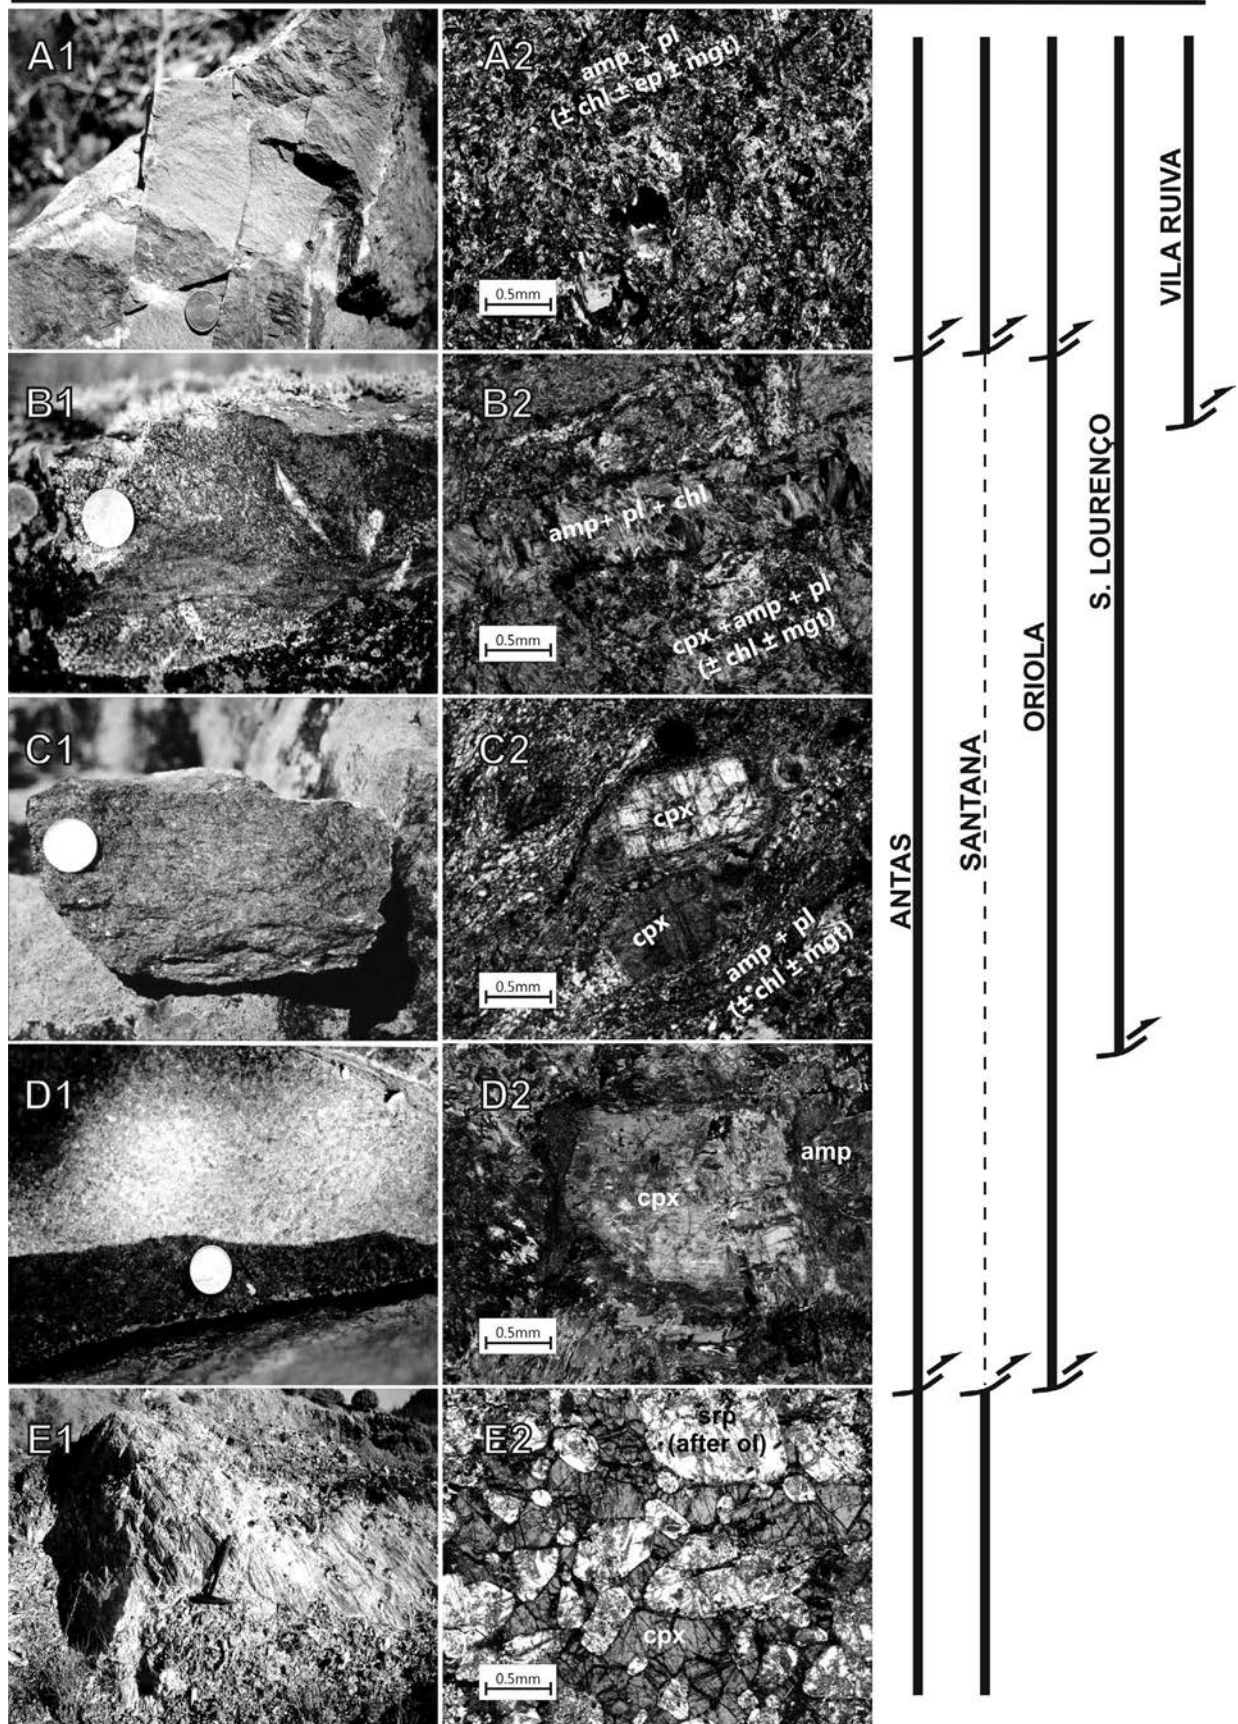 A1
A2
amp + pl
(± chl ± ep ± mgt)
0.5mm
B1
B2
amp+ pl + chl
cpx +amp + pl
(± chl ± mgt)
0.5mm
C1
C2
cpx
cpx
amp + pl
(± chl ± mgt)
0.5mm
D1
D2
cpx
amp
0.5mm
E1
E2
srp
(after ol)
cpx
0.5mm
ANTAS
SANTANA
ORIOLA
S. LOURENÇO
VILA RUIVA